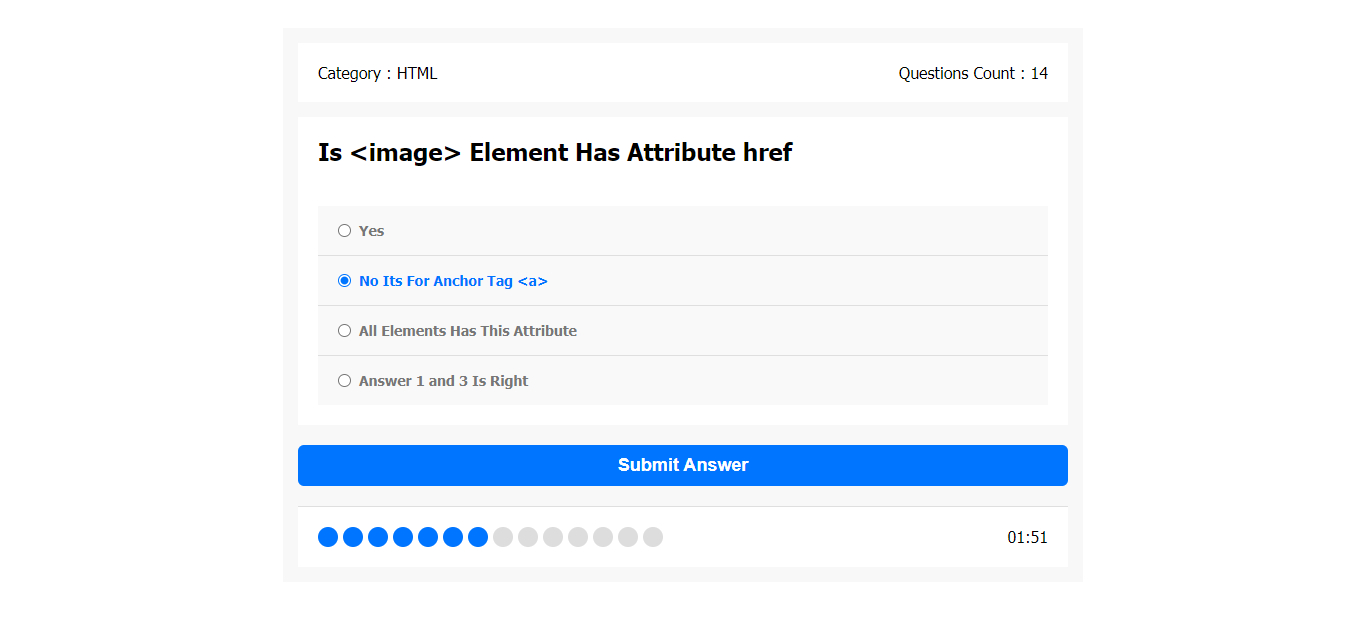 Category : HTML
Questions Count : 14
Is <image> Element Has Attribute href
Yes
No Its For Anchor Tag <a>
All Elements Has This Attribute
Answer 1 and 3 Is Right
Submit Answer
01:51